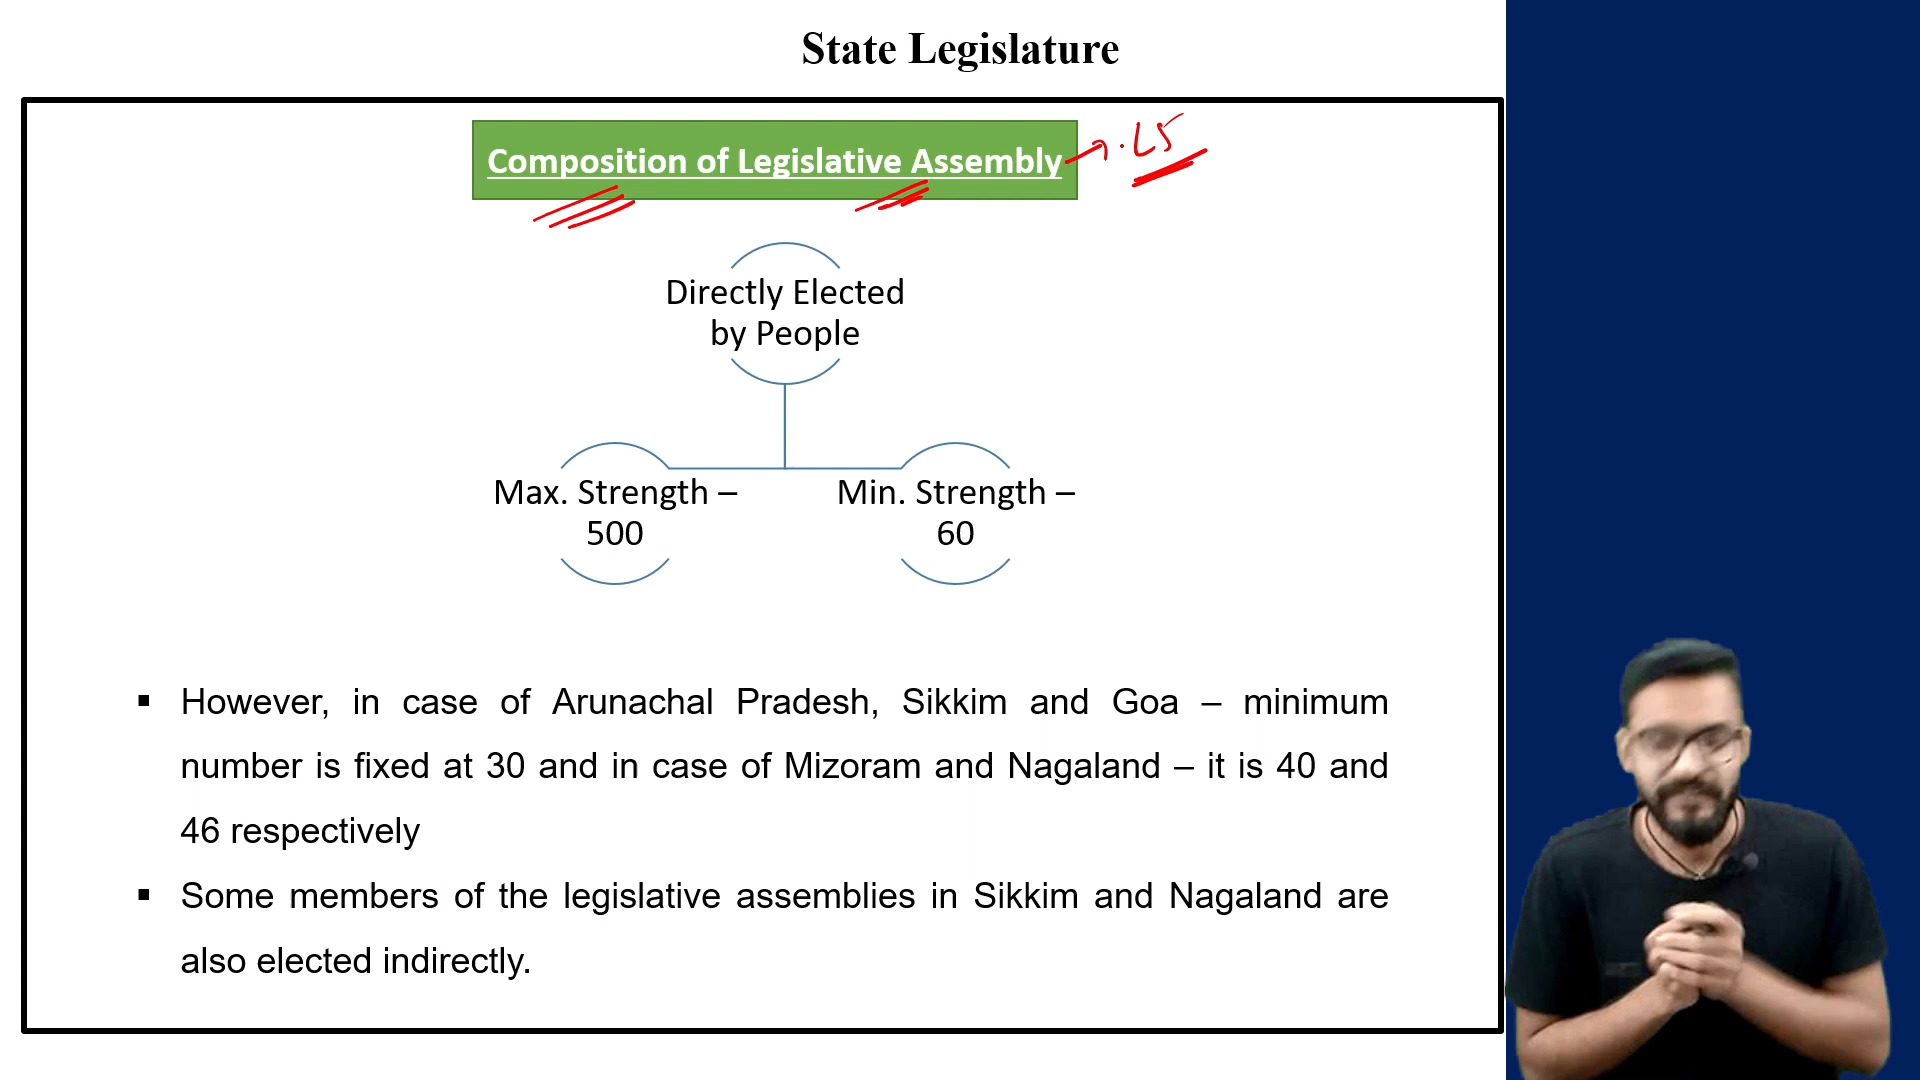 State Legislature
Composition of Legislative Assembly
LS
Directly Elected
by People
Max. Strength –
500
Min. Strength –
60
▪ However, in case of Arunachal Pradesh, Sikkim and Goa – minimum
number is fixed at 30 and in case of Mizoram and Nagaland – it is 40 and
46 respectively
▪ Some members of the legislative assemblies in Sikkim and Nagaland are
also elected indirectly.